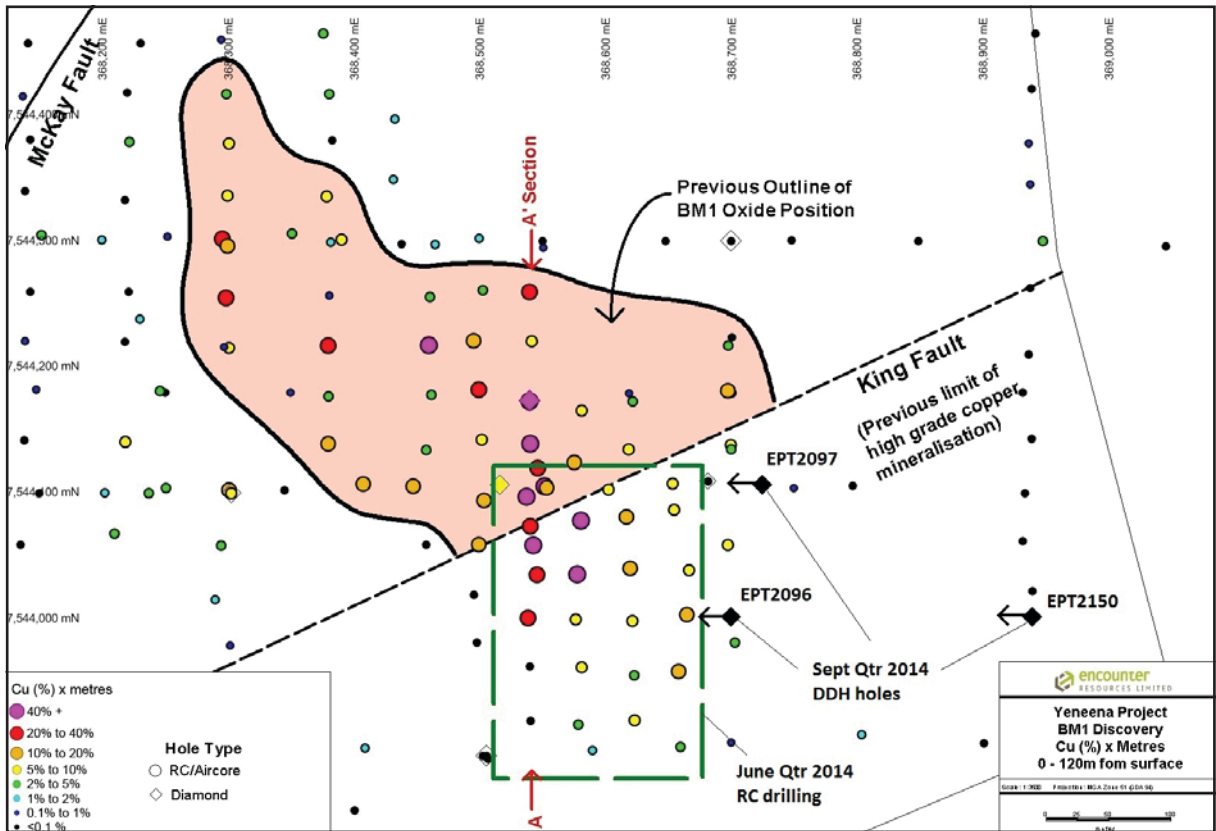 368,200 mE
368,300 mE
368,400 mE
368,500 mE
368,600 mE
368,700 mE
368,800 mE
368,900 mE
369,000 mE
McKay Fault
7,544,400 mN
A' Section
Previous Outline of
BM1 Oxide Position
7,544,300 mN
7,544,200 mN
King Fault
(Previous limit of
high grade copper
mineralisation)
EPT2097
7,544,100 mN
EPT2096
EPT2150
7,544,000 mN
Sept Qtr 2014
DDH holes
June Qtr 2014
RC drilling
A
Cu (%) x metres
40% +
20% to 40%
10% to 20%
5% to 10%
2% to 5%
1% to 2%
0.1% to 1%
<0.1 %
Hole Type
RC/Aircore
Diamond
encounter
RESOURCES LIMITED
Yeneena Project
BM1 Discovery
Cu (%) x Metres
0 - 120m fom surface
0 50 100